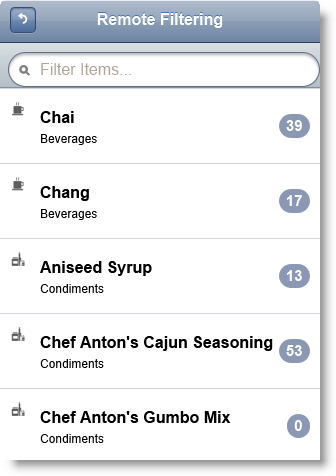 Remote Filtering
Filter Items...
Chai
39
Beverages
Chang
17
Beverages
Aniseed Syrup
13
Condiments
Chef Anton's Cajun Seasoning
53
Condiments
Chef Anton's Gumbo Mix
0
Condiments